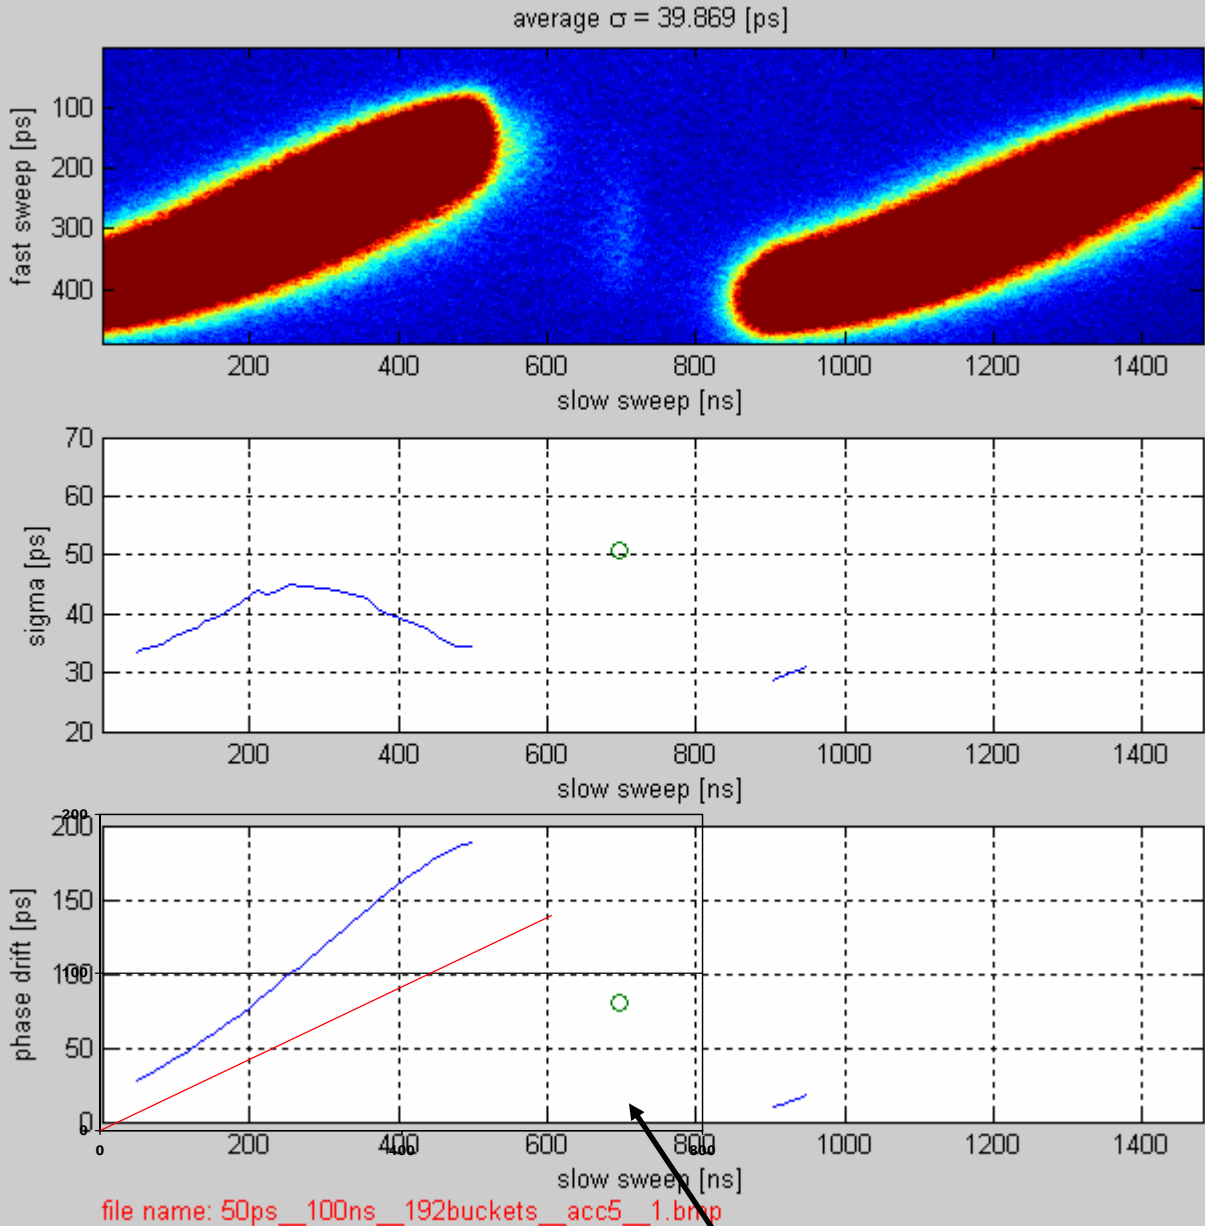 average σ = 39.869 [ps]
fast sweep [ps]
100
200
300
400
200 400 600 800 1000 1200 1400
slow sweep [ns]
sigma [ps]
70
60
50
40
30
20
200 400 600 800 1000 1200 1400
slow sweep [ns]
phase drift [ps]
200
200
150
100
100
50
0
0
200 400 600 800 1000 1200 1400
0 400 800
slow sweep [ns]
file name: 50ps__100ns__192buckets__acc5__1.bmp